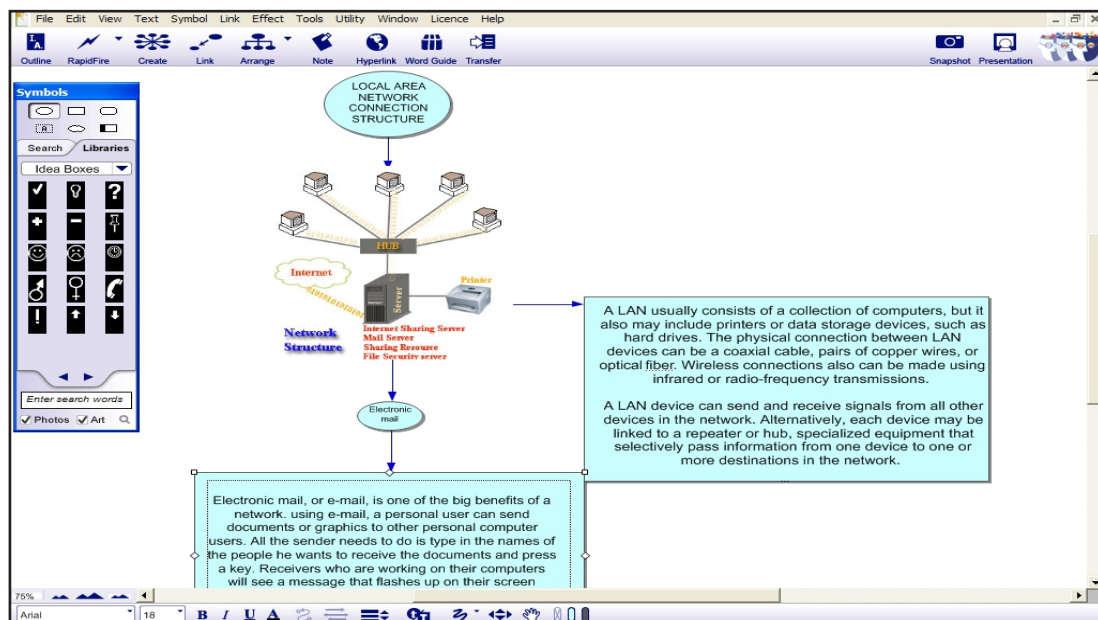 File Edit View Text Symbol Link Effect Tools Utility Window Licence Help
Outline RapidFire Create Link Arrange Note Hyperlink Word Guide Transfer Snapshot Presentation
Symbols
Search Libraries
Idea Boxes
Enter search words
Photos Art
LOCAL AREA
NETWORK
CONNECTION
STRUCTURE
HUB
Internet
Server
Printer
Network
Structure
Internet Sharing Server
Mail Server
Sharing Resource
File Security server
A LAN usually consists of a collection of computers, but it
also may include printers or data storage devices, such as
hard drives. The physical connection between LAN
devices can be a coaxial cable, pairs of copper wires, or
optical fiber. Wireless connections also can be made using
infrared or radio-frequency transmissions.
A LAN device can send and receive signals from all other
devices in the network. Alternatively, each device may be
linked to a repeater or hub, specialized equipment that
selectively pass information from one device to one or
more destinations in the network.
...
Electronic
mail
Electronic mail, or e-mail, is one of the big benefits of a
network. using e-mail, a personal user can send
documents or graphics to other personal computer
users. All the sender needs to do is type in the names of
the people he wants to receive the documents and press
a key. Receivers who are working on their computers
will see a message that flashes up on their screen
75%
Arial 18 B I U A